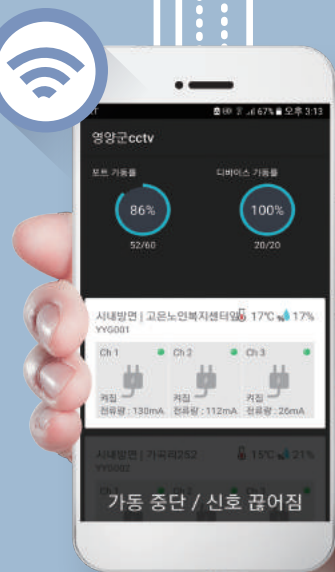 67% 오후 3:13
영양군cctv
포트 가동률 디바이스 가동률
86% 100%
52/60 20/20
시내방면 | 고은노인복지센터앞 17℃ 17%
YYG001
Ch 1 Ch 2 Ch 3
켜짐 켜짐 켜짐
전류량 : 130mA 전류량 : 112mA 전류량 : 26mA
시내방면 | 가곡리252 15℃ 21%
YYG002
가동 중단 / 신호 끊어짐